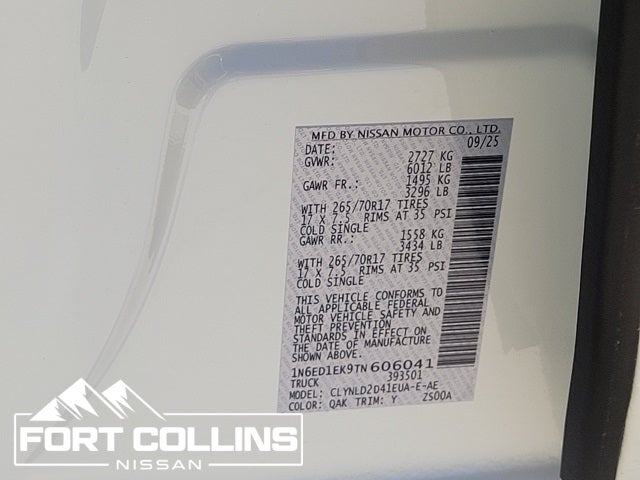 MFD BY NISSAN MOTOR CO., LTD.
DATE: 09/25
GVWR: 2727 KG
6012 LB
GAWR FR.: 1495 KG
3296 LB
WITH 265/70R17 TIRES
17 X 7.5 RIMS AT 35 PSI
COLD SINGLE
GAWR RR.: 1558 KG
3434 LB
WITH 265/70R17 TIRES
17 X 7.5 RIMS AT 35 PSI
COLD SINGLE
THIS VEHICLE CONFORMS TO
ALL APPLICABLE FEDERAL
MOTOR VEHICLE SAFETY AND
THEFT PREVENTION
STANDARDS IN EFFECT ON
THE DATE OF MANUFACTURE
SHOWN ABOVE.
1N6ED1EK9TN606041
TRUCK 393501
MODEL: CLYNLD2D41EUA-E-AE
COLOR: QAK TRIM: Y ZS00A
FORT COLLINS
NISSAN